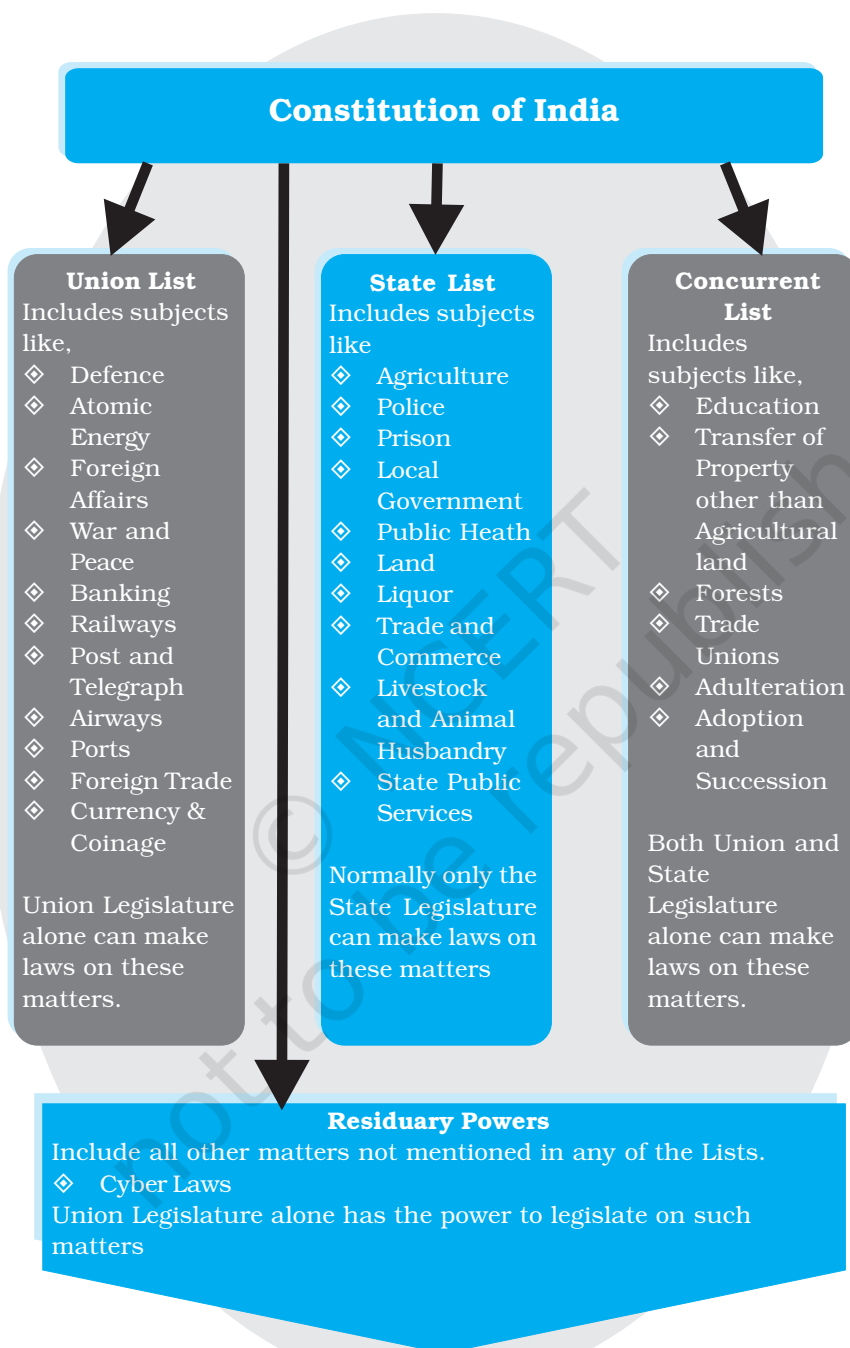 Constitution of India
Union List
Includes subjects
like,
◈ Defence
◈ Atomic
Energy
◈ Foreign
Affairs
◈ War and
Peace
◈ Banking
◈ Railways
◈ Post and
Telegraph
◈ Airways
◈ Ports
◈ Foreign Trade
◈ Currency &
Coinage
Union Legislature
alone can make
laws on these
matters.
State List
Includes subjects
like
◈ Agriculture
◈ Police
◈ Prison
◈ Local
Government
◈ Public Heath
◈ Land
◈ Liquor
◈ Trade and
Commerce
◈ Livestock
and Animal
Husbandry
◈ State Public
Services
Normally only the
State Legislature
can make laws on
these matters
Concurrent
List
Includes
subjects like,
◈ Education
◈ Transfer of
Property
other than
Agricultural
land
◈ Forests
◈ Trade
Unions
◈ Adulteration
◈ Adoption
and
Succession
Both Union and
State
Legislature
alone can make
laws on these
matters.
Residuary Powers
Include all other matters not mentioned in any of the Lists.
◈ Cyber Laws
Union Legislature alone has the power to legislate on such
matters
© NCERT
not to be republish